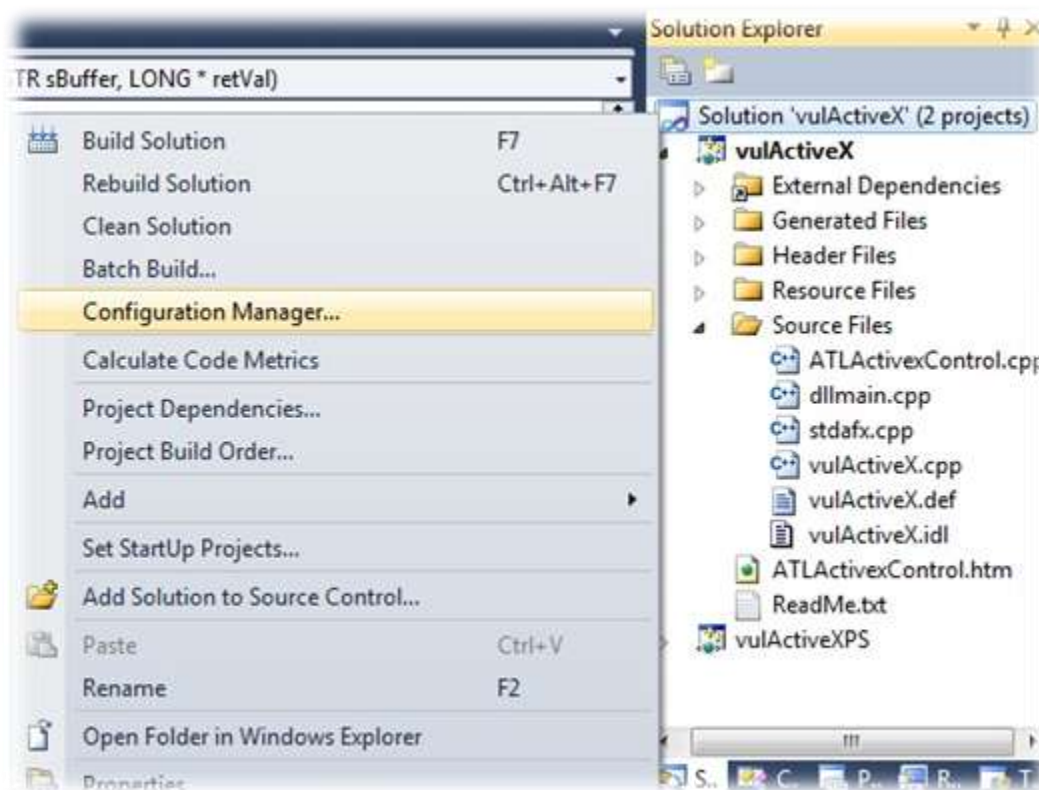 Solution Explorer
TR sBuffer, LONG * retVal)
Build Solution F7
Rebuild Solution Ctrl+Alt+F7
Clean Solution
Batch Build...
Configuration Manager...
Calculate Code Metrics
Project Dependencies...
Project Build Order...
Add
Set StartUp Projects...
Add Solution to Source Control...
Paste Ctrl+V
Rename F2
Open Folder in Windows Explorer
Properties
Solution 'vulActiveX' (2 projects)
vulActiveX
External Dependencies
Generated Files
Header Files
Resource Files
Source Files
ATLActivexControl.cpp
dllmain.cpp
stdafx.cpp
vulActiveX.cpp
vulActiveX.def
vulActiveX.idl
ATLActivexControl.htm
ReadMe.txt
vulActiveXPS
S... C... P... R... T